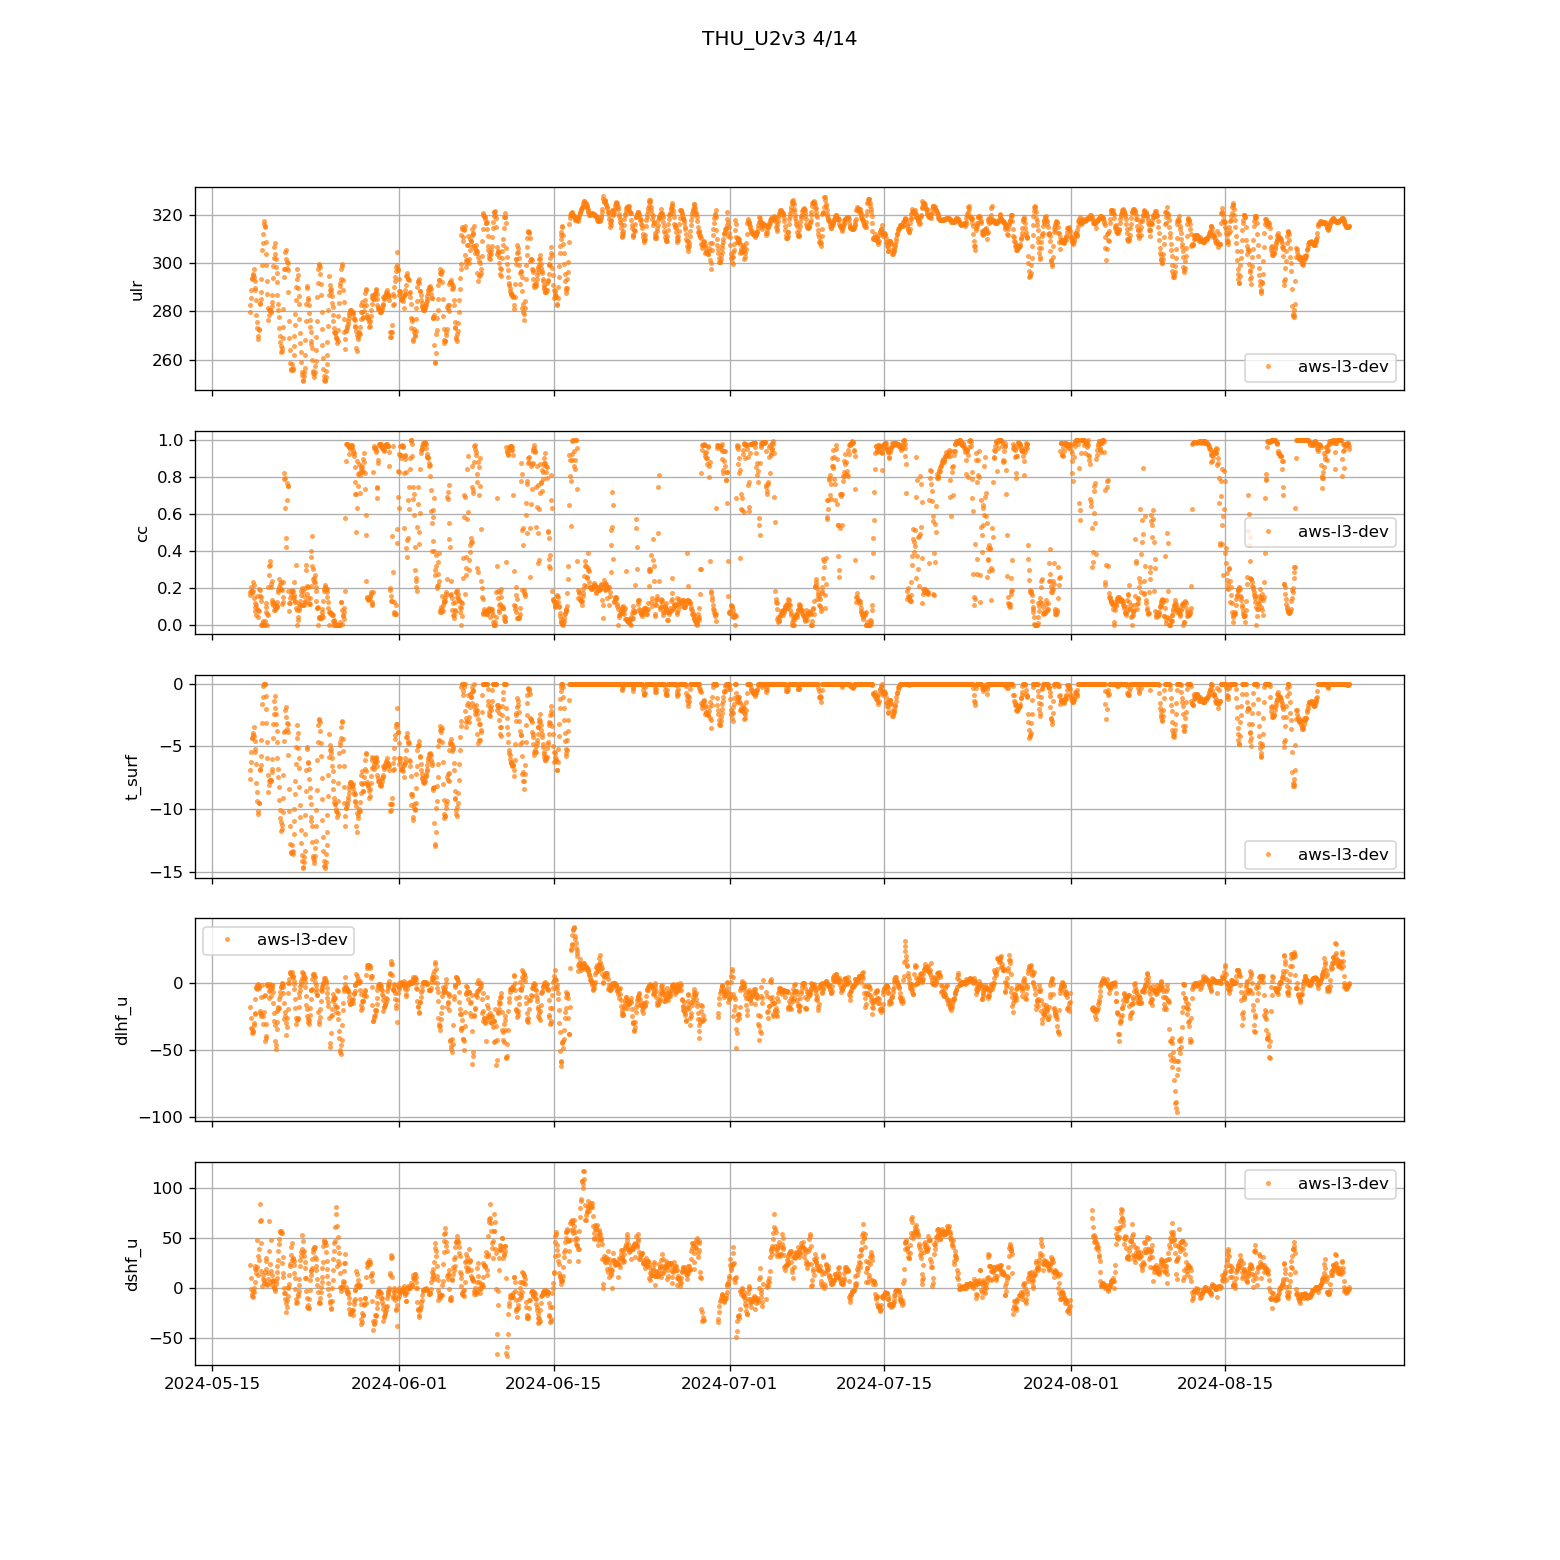 THU_U2v3 4/14
320
300
280
260
ulr
aws-l3-dev
1.0
0.8
0.6
0.4
0.2
0.0
cc
aws-l3-dev
0
−5
−10
−15
t_surf
aws-l3-dev
0
−50
−100
dlhf_u
aws-l3-dev
100
50
0
−50
dshf_u
aws-l3-dev
2024-05-15 2024-06-01 2024-06-15 2024-07-01 2024-07-15 2024-08-01 2024-08-15